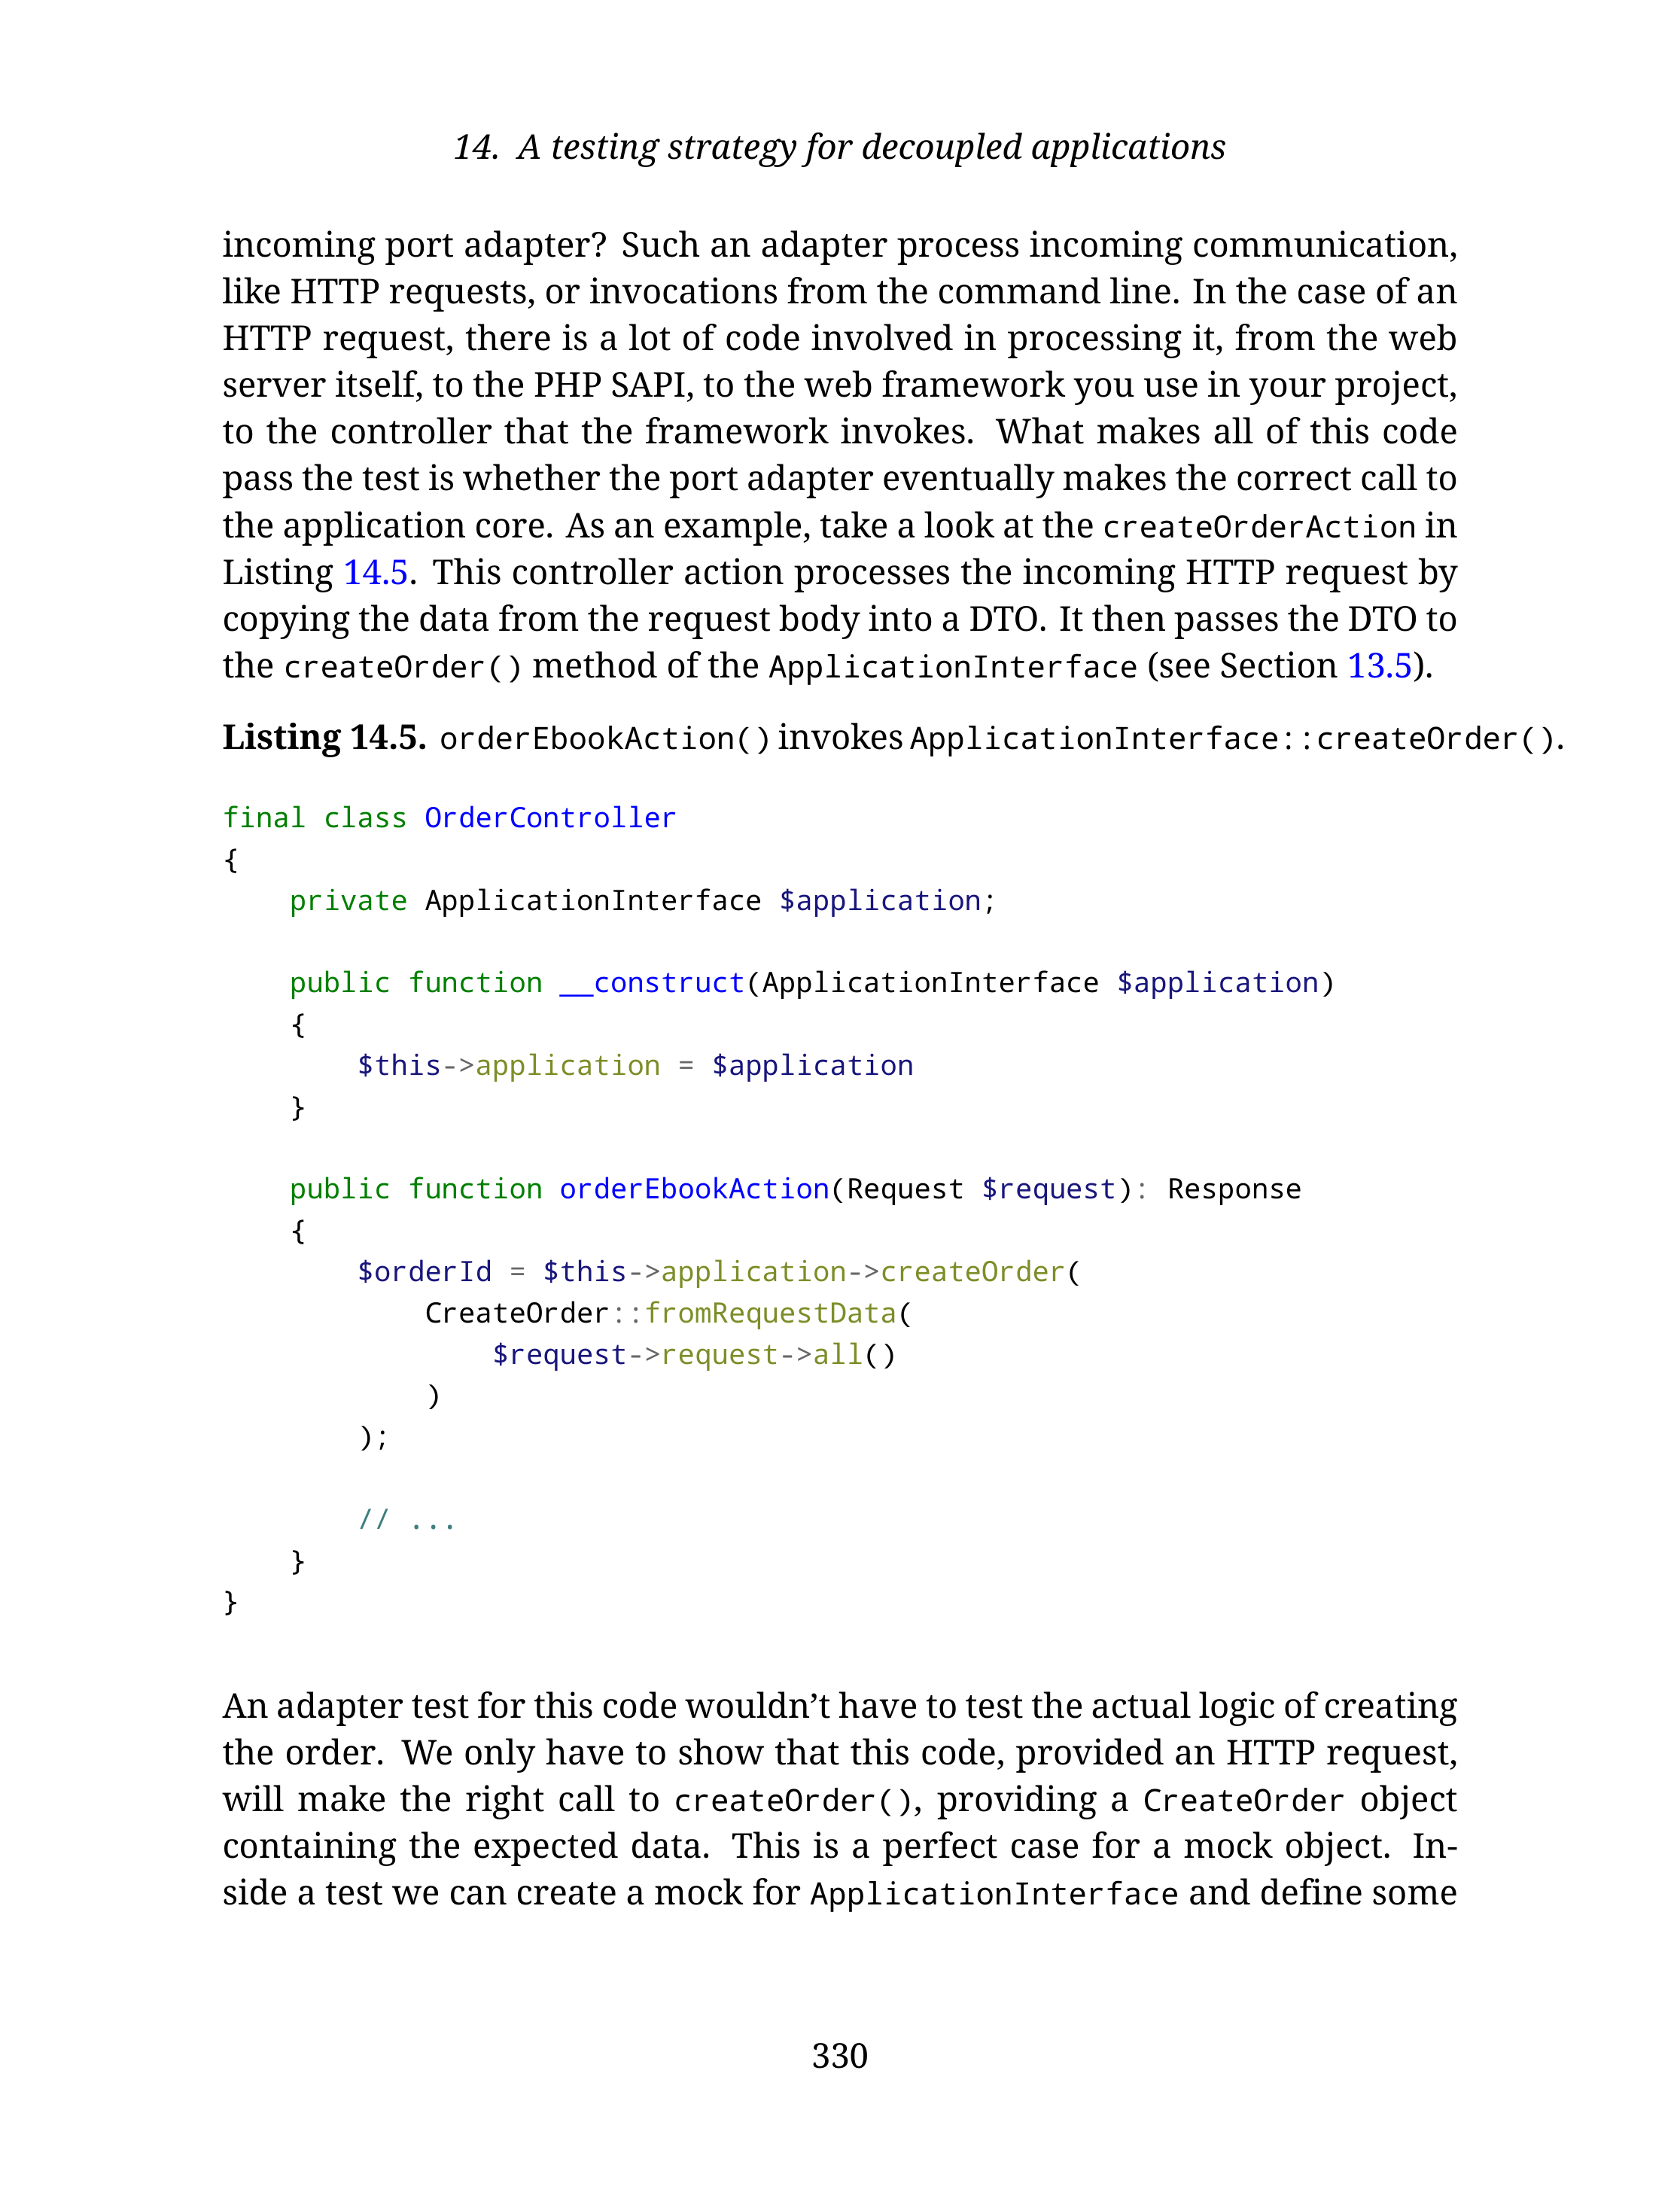 14. A testing strategy for decoupled applications
incoming port adapter? Such an adapter process incoming communication,
like HTTP requests, or invocations from the command line. In the case of an
HTTP request, there is a lot of code involved in processing it, from the web
server itself, to the PHP SAPI, to the web framework you use in your project,
to the controller that the framework invokes. What makes all of this code
pass the test is whether the port adapter eventually makes the correct call to
the application core. As an example, take a look at the createOrderAction in
Listing 14.5. This controller action processes the incoming HTTP request by
copying the data from the request body into a DTO. It then passes the DTO to
the createOrder() method of the ApplicationInterface (see Section 13.5).
Listing 14.5. orderEbookAction() invokes ApplicationInterface::createOrder().
final class OrderController
{
    private ApplicationInterface $application;
    public function __construct(ApplicationInterface $application)
    {
        $this->application = $application
    }
    public function orderEbookAction(Request $request): Response
    {
        $orderId = $this->application->createOrder(
            CreateOrder::fromRequestData(
                $request->request->all()
            )
        );
        // ...
    }
}
An adapter test for this code wouldn’t have to test the actual logic of creating
the order. We only have to show that this code, provided an HTTP request,
will make the right call to createOrder(), providing a CreateOrder object
containing the expected data. This is a perfect case for a mock object. In-
side a test we can create a mock for ApplicationInterface and define some
330